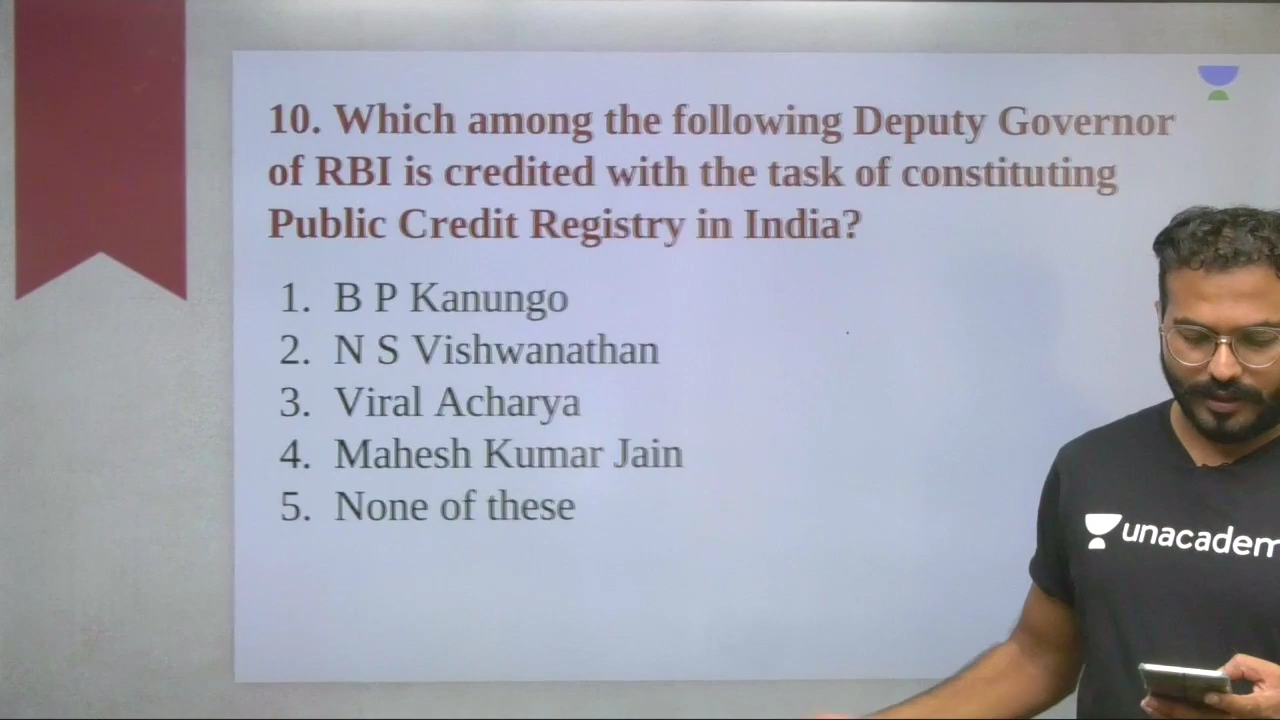 10. Which among the following Deputy Governor
of RBI is credited with the task of constituting
Public Credit Registry in India?
1. B P Kanungo
2. N S Vishwanathan
3. Viral Acharya
4. Mahesh Kumar Jain
5. None of these
unacadem